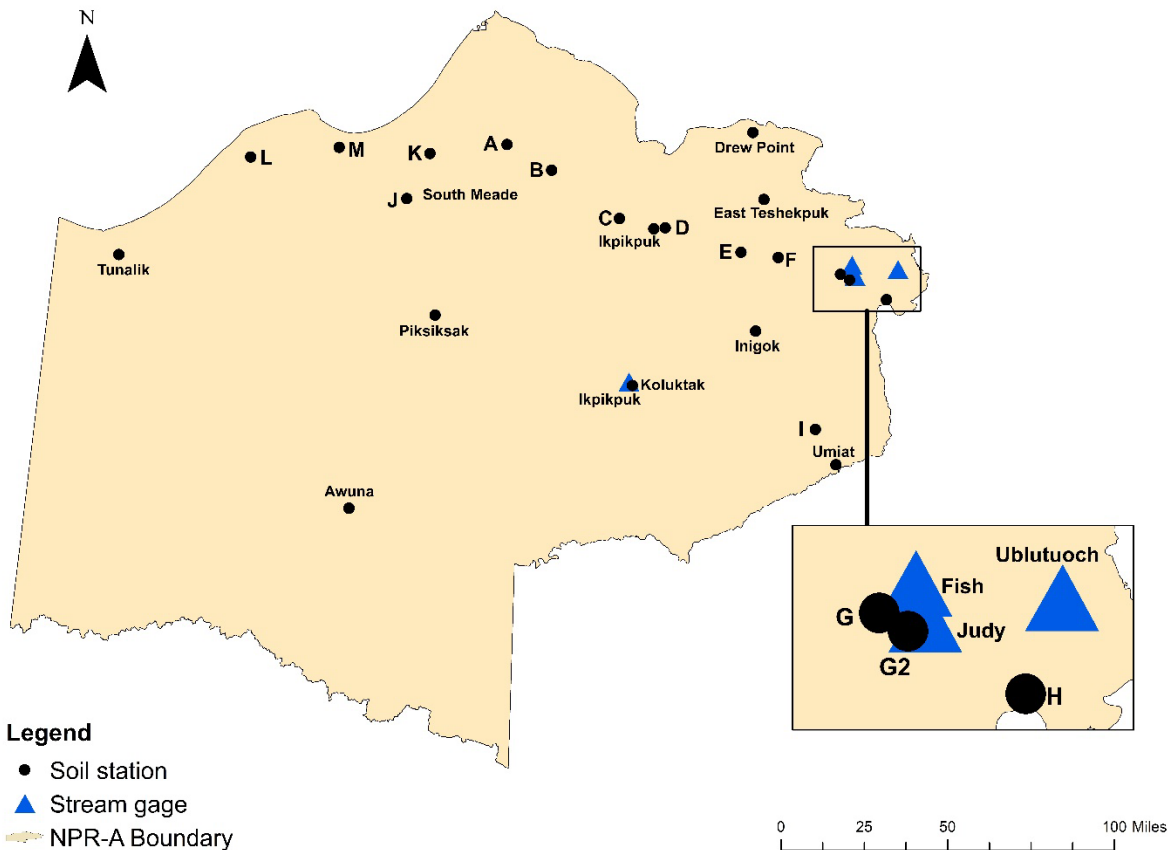 N
Drew Point
A
M
K
L
B
J
South Meade
East Teshekpuk
C
D
Ikpikpuk
E
F
Tunalik
Piksiksak
Inigok
Koluktak
Ikpikpuk
I
Umiat
Awuna
Ublutuoch
Fish
G
Judy
G2
H
Legend
Soil station
Stream gage
NPR-A Boundary
0 25 50 100 Miles